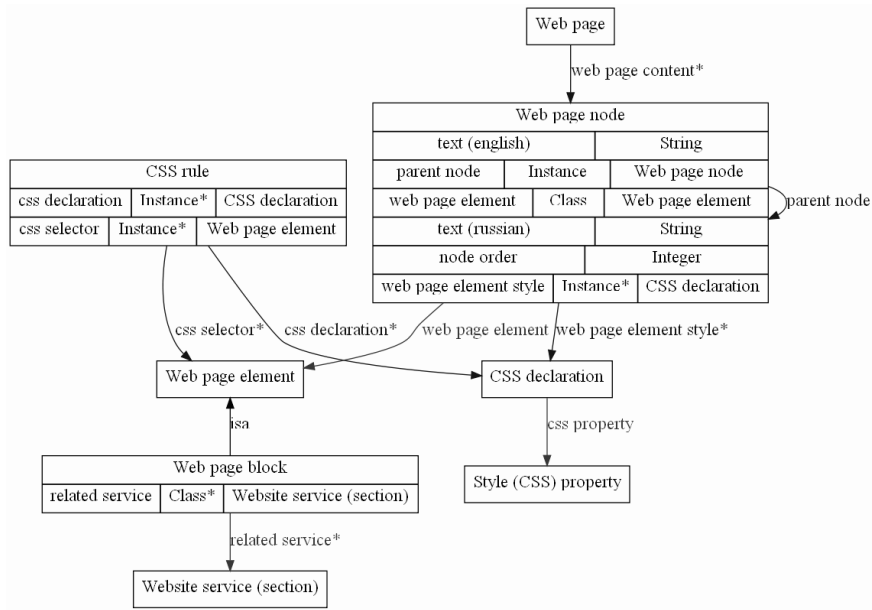 Web page
web page content*
Web page node
text (english) String
parent node Instance Web page node
web page element Class Web page element
parent node
text (russian) String
node order Integer
web page element style Instance* CSS declaration
CSS rule
css declaration Instance* CSS declaration
css selector Instance* Web page element
css selector* css declaration* web page element web page element style*
Web page element CSS declaration
isa css property
Web page block
related service Class* Website service (section)
Style (CSS) property
related service*
Website service (section)